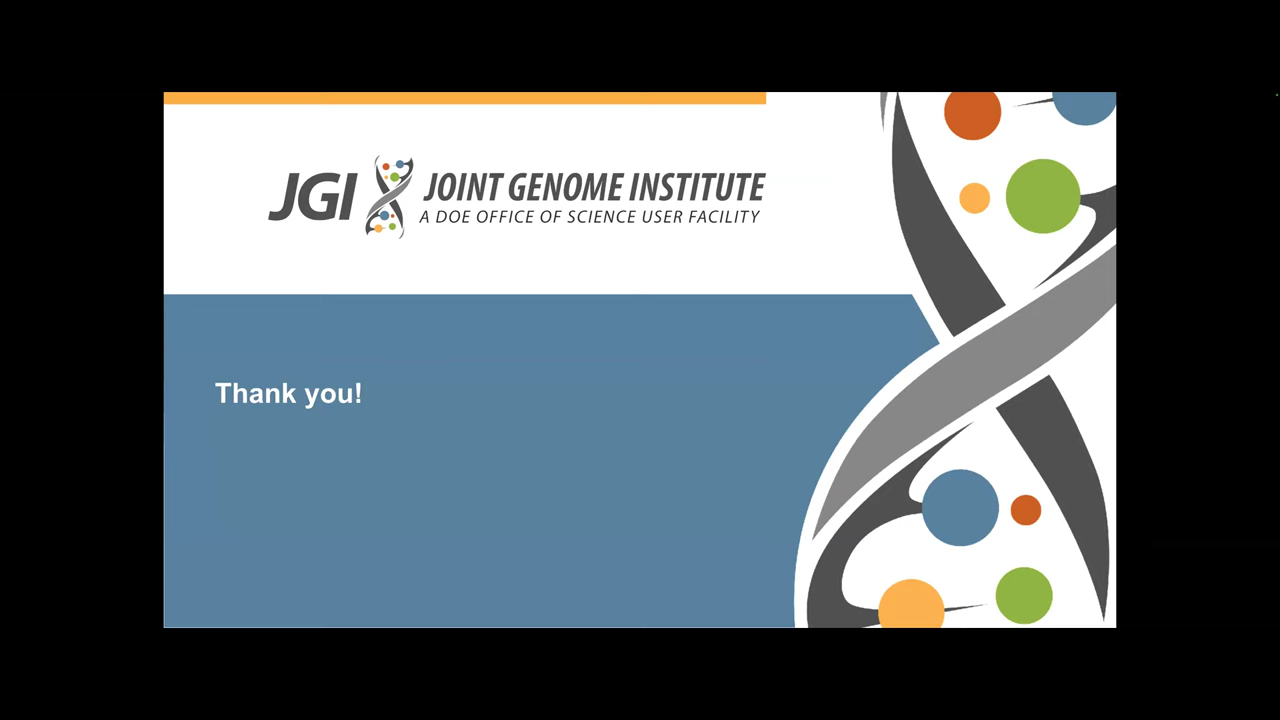 JGI JOINT GENOME INSTITUTE
A DOE OFFICE OF SCIENCE USER FACILITY
Thank you!